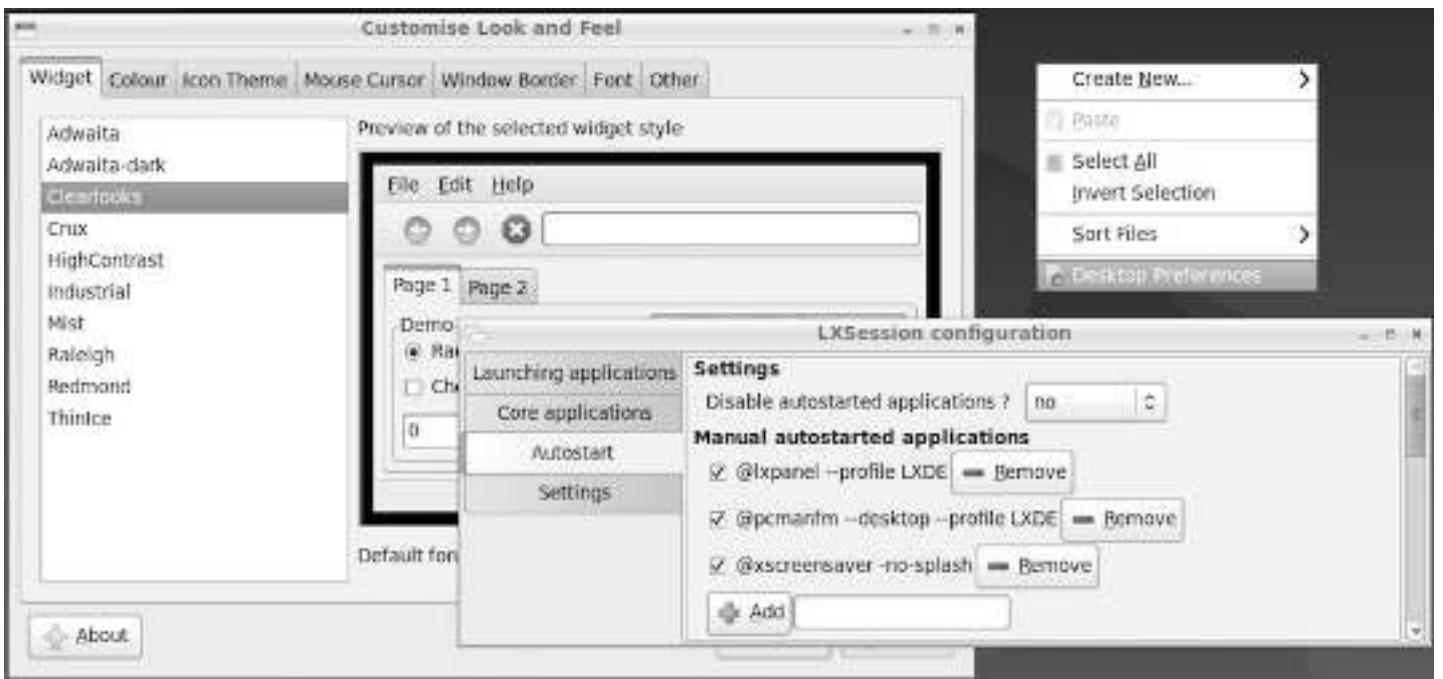 Customise Look and Feel
Widget Colour Icon Theme Mouse Cursor Window Border Font Other
Adwaita
Adwaita-dark
Clearlooks
Crux
HighContrast
Industrial
Mist
Raleigh
Redmond
ThinIce
Preview of the selected widget style
File Edit Help
Page 1 Page 2
Demo
0
Default
About
Create New...
Paste
Select All
Invert Selection
Sort Files
Desktop Preferences
LXSession configuration
Launching applications
Core applications
Autostart
Settings
Settings
Disable autostarted applications ? no
Manual autostarted applications
@lxpanel --profile LXDE Remove
@pcmanfm --desktop --profile LXDE Remove
@xscreensaver -no-splash Remove
Add